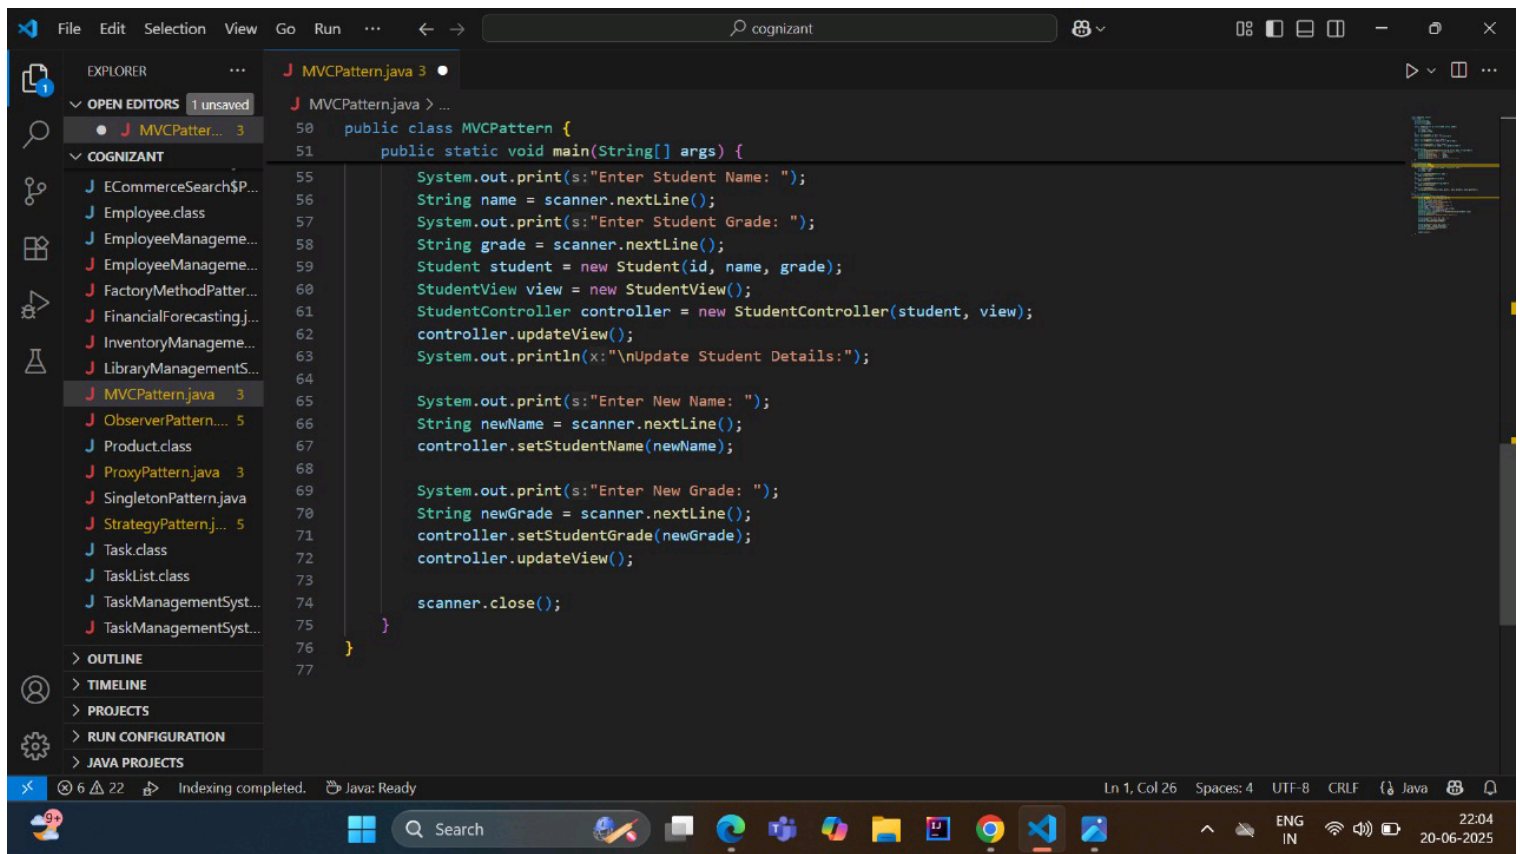 File Edit Selection View Go Run ··· cognizant
EXPLORER ···
OPEN EDITORS 1 unsaved
MVCPatter... 3
COGNIZANT
ECommerceSearch$P...
Employee.class
EmployeeManageme...
EmployeeManageme...
FactoryMethodPatter...
FinancialForecasting.j...
InventoryManageme...
LibraryManagementS...
MVCPattern.java 3
ObserverPattern.... 5
Product.class
ProxyPattern.java 3
SingletonPattern.java
StrategyPattern.j... 5
Task.class
TaskList.class
TaskManagementSyst...
TaskManagementSyst...
OUTLINE
TIMELINE
PROJECTS
RUN CONFIGURATION
JAVA PROJECTS
MVCPattern.java 3
MVCPattern.java > ...
50 public class MVCPattern {
51 public static void main(String[] args) {
55 System.out.print(s:"Enter Student Name: ");
56 String name = scanner.nextLine();
57 System.out.print(s:"Enter Student Grade: ");
58 String grade = scanner.nextLine();
59 Student student = new Student(id, name, grade);
60 StudentView view = new StudentView();
61 StudentController controller = new StudentController(student, view);
62 controller.updateView();
63 System.out.println(x:"\nUpdate Student Details:");
64
65 System.out.print(s:"Enter New Name: ");
66 String newName = scanner.nextLine();
67 controller.setStudentName(newName);
68
69 System.out.print(s:"Enter New Grade: ");
70 String newGrade = scanner.nextLine();
71 controller.setStudentGrade(newGrade);
72 controller.updateView();
73
74 scanner.close();
75 }
76 }
77
6 22 Indexing completed. Java: Ready Ln 1, Col 26 Spaces: 4 UTF-8 CRLF Java
9+ Search ENG IN 22:04
20-06-2025